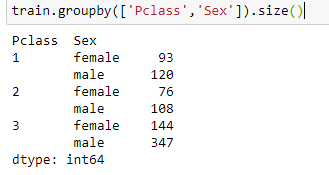 train.groupby(['Pclass','Sex']).size()
Pclass  Sex
1       female     93
        male      120
2       female     76
        male      108
3       female    144
        male      347
dtype: int64